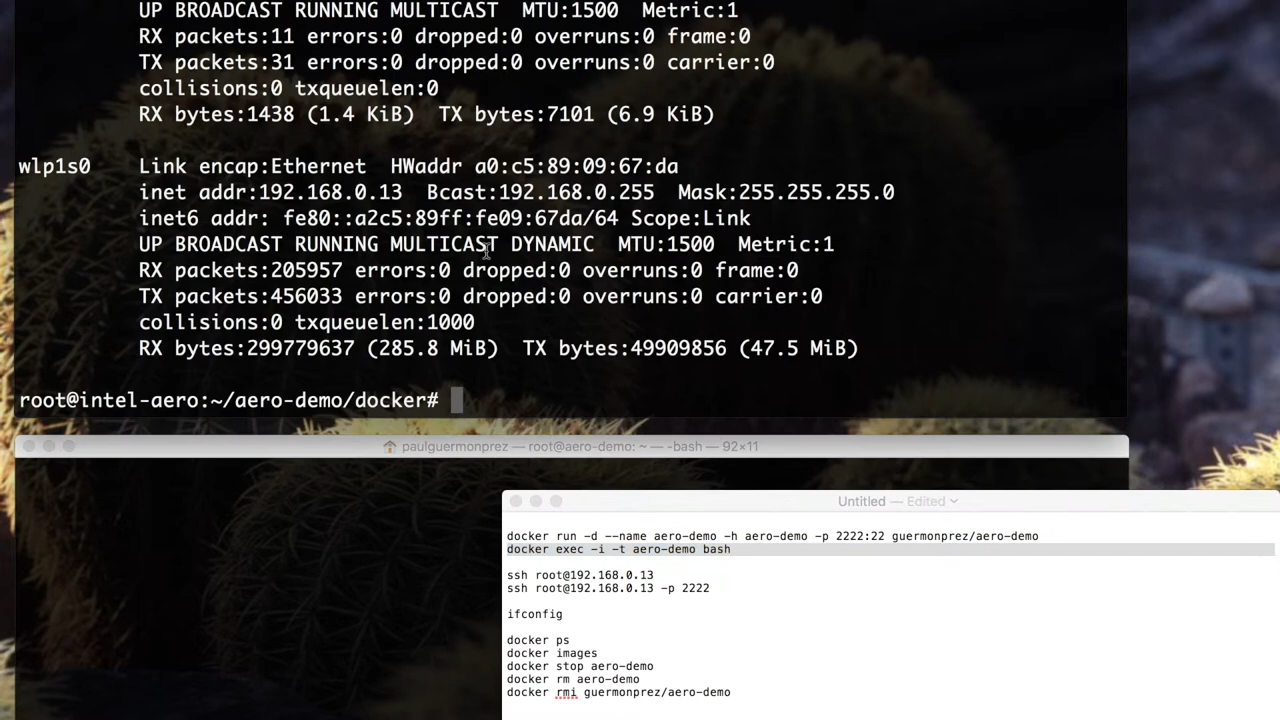 UP BROADCAST RUNNING MULTICAST  MTU:1500  Metric:1
RX packets:11 errors:0 dropped:0 overruns:0 frame:0
TX packets:31 errors:0 dropped:0 overruns:0 carrier:0
collisions:0 txqueuelen:0
RX bytes:1438 (1.4 KiB)  TX bytes:7101 (6.9 KiB)
wlp1s0    Link encap:Ethernet  HWaddr a0:c5:89:09:67:da
inet addr:192.168.0.13  Bcast:192.168.0.255  Mask:255.255.255.0
inet6 addr: fe80::a2c5:89ff:fe09:67da/64 Scope:Link
UP BROADCAST RUNNING MULTICAST DYNAMIC  MTU:1500  Metric:1
RX packets:205957 errors:0 dropped:0 overruns:0 frame:0
TX packets:456033 errors:0 dropped:0 overruns:0 carrier:0
collisions:0 txqueuelen:1000
RX bytes:299779637 (285.8 MiB)  TX bytes:49909856 (47.5 MiB)
root@intel-aero:~/aero-demo/docker#
paulguermonprez — root@aero-demo: ~ — -bash — 92×11
Untitled — Edited
docker run -d --name aero-demo -h aero-demo -p 2222:22 guermonprez/aero-demo
docker exec -i -t aero-demo bash
ssh root@192.168.0.13
ssh root@192.168.0.13 -p 2222
ifconfig
docker ps
docker images
docker stop aero-demo
docker rm aero-demo
docker rmi guermonprez/aero-demo